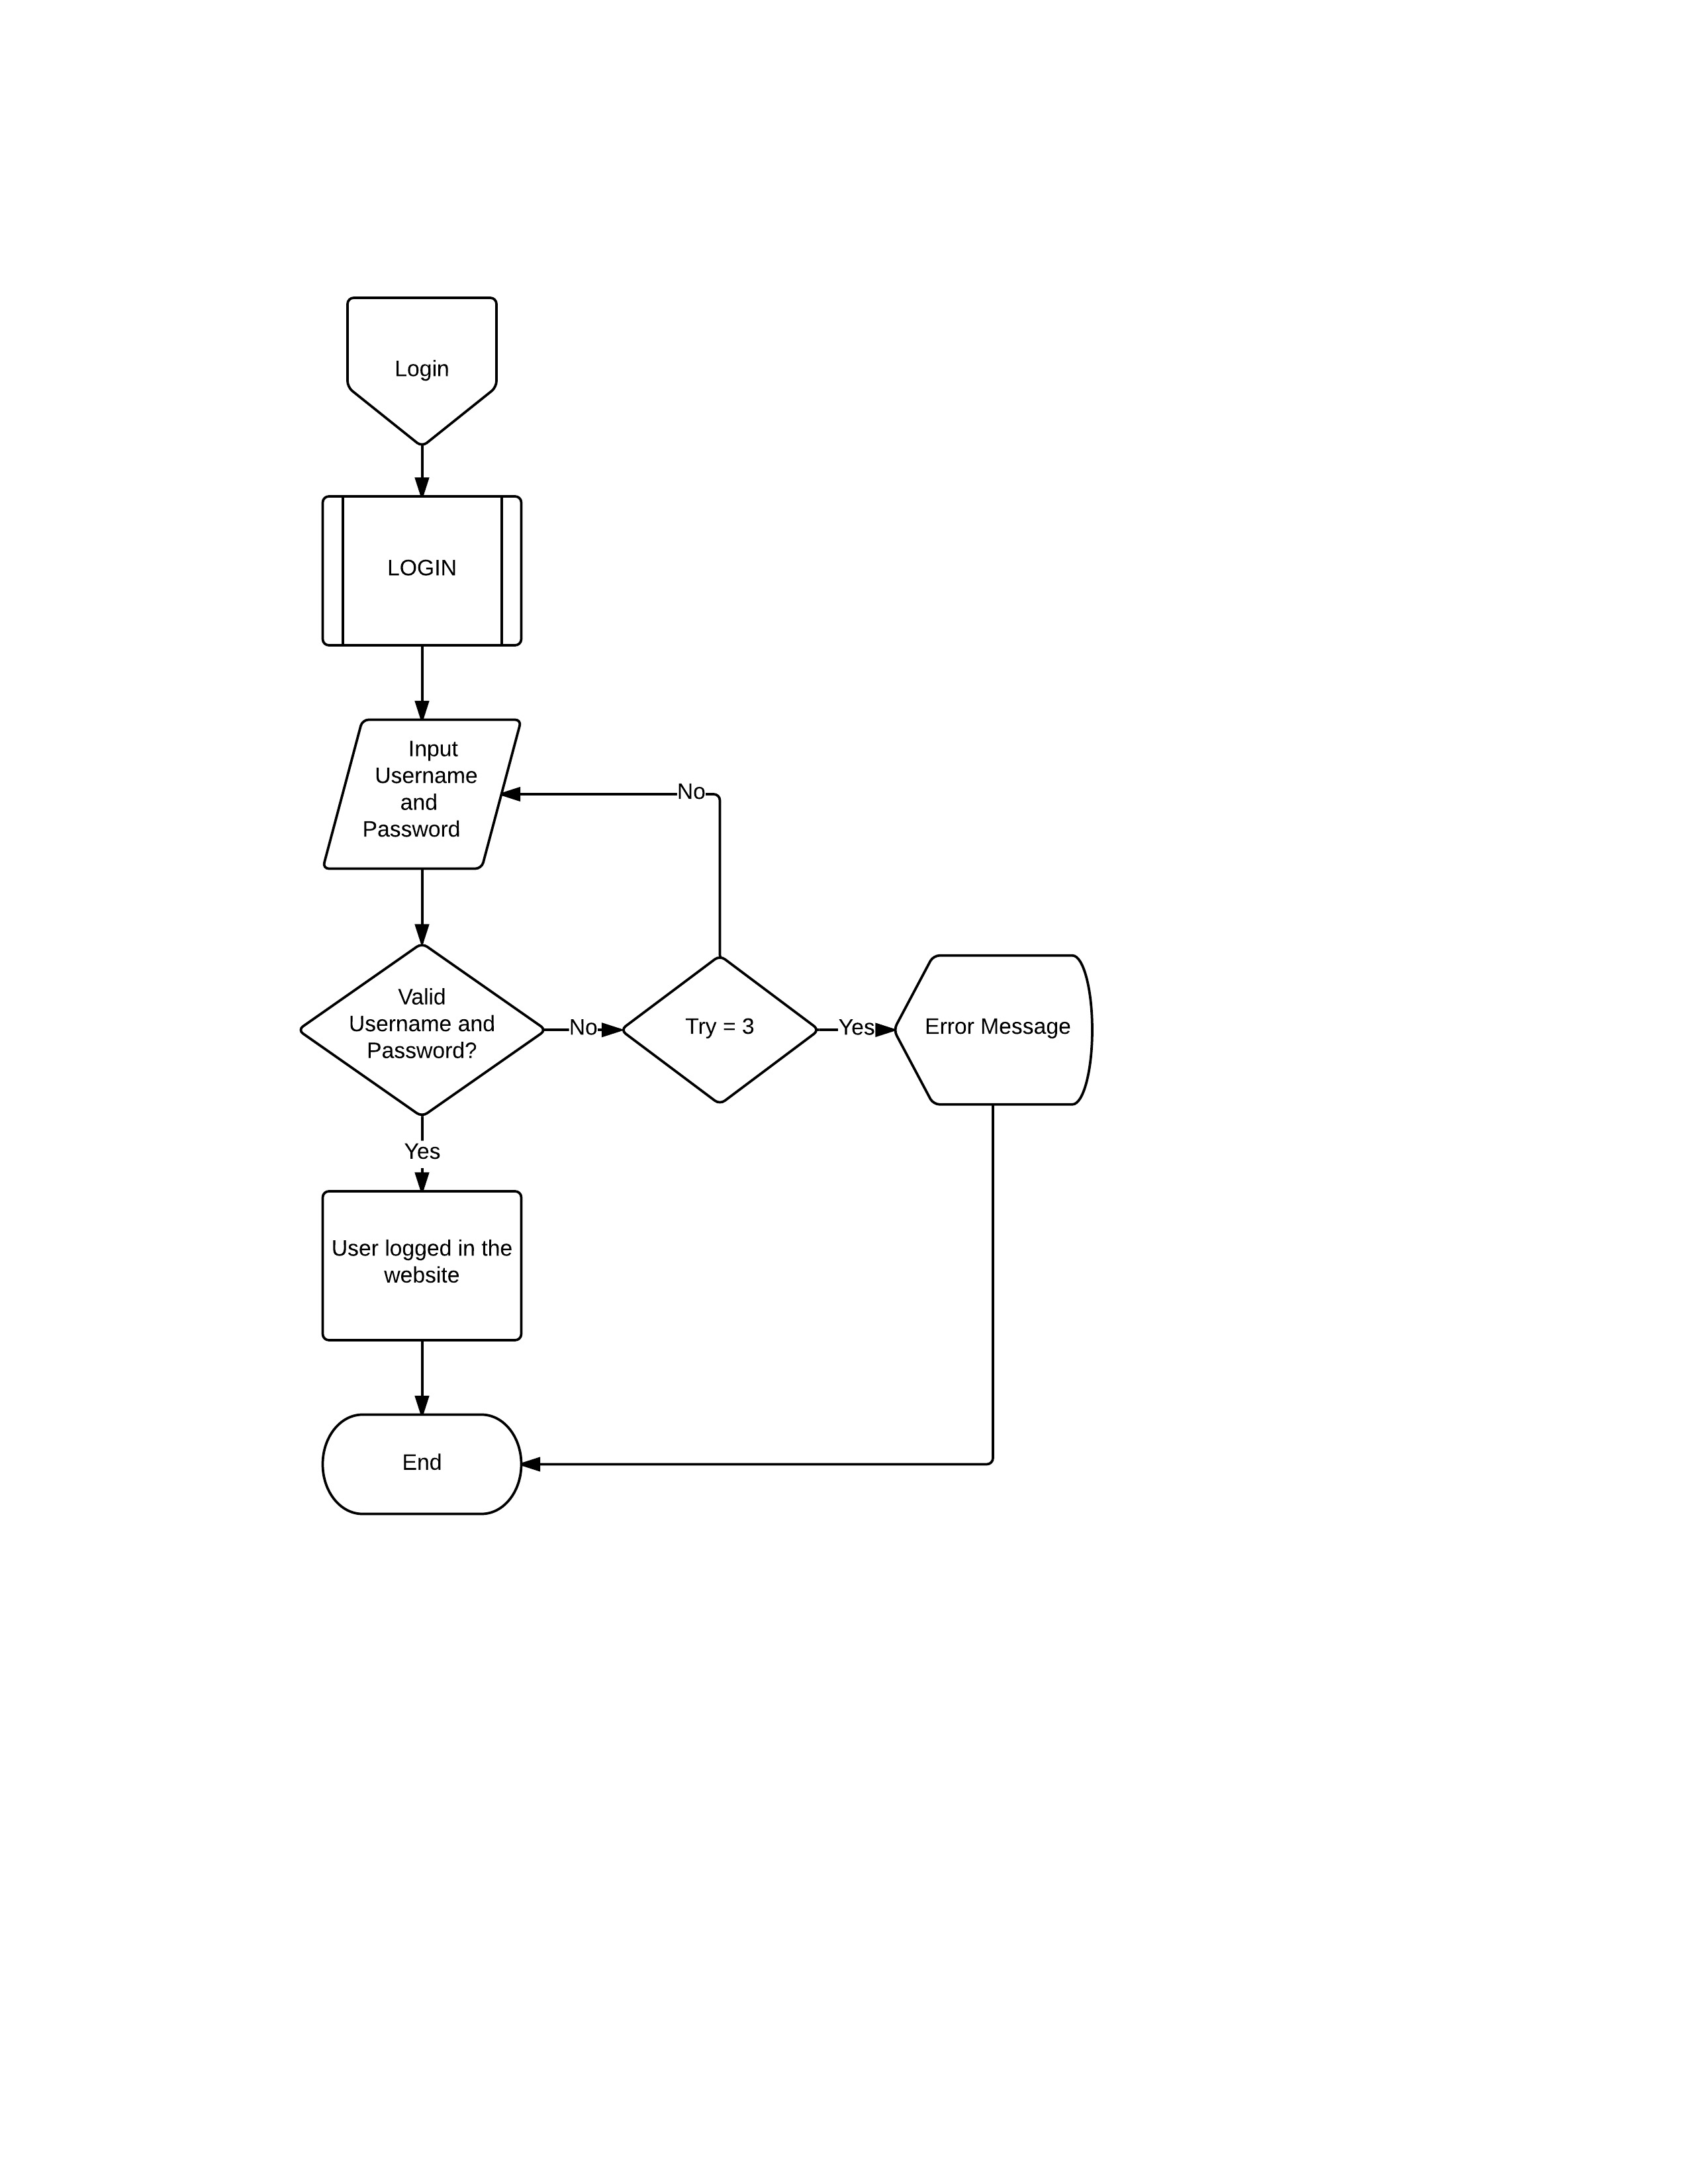 Login
LOGIN
Input
Username
and
Password
No
Valid
Username and
Password?
No
Try = 3
Yes
Error Message
Yes
User logged in the
website
End